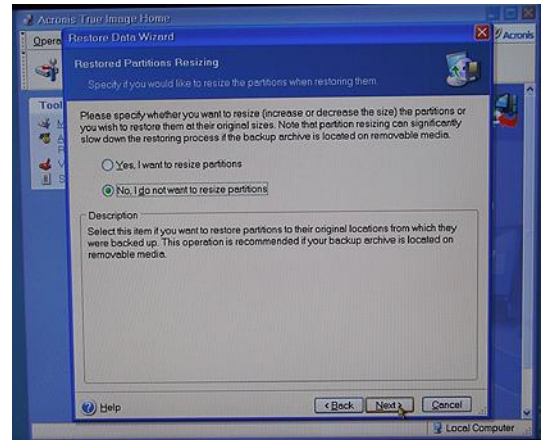 Acronis True Image Home
Opera
Acronis
Restore Data Wizard
Restored Partitions Resizing
Specify if you would like to resize the partitions when restoring them.
Tool
Please specify whether you want to resize (increase or decrease the size) the partitions or
you wish to restore them at their original sizes. Note that partition resizing can significantly
slow down the restoring process if the backup archive is located on removable media.
Yes, I want to resize partitions
No, I do not want to resize partitions
Description
Select this item if you want to restore partitions to their original locations from which they
were backed up. This operation is recommended if your backup archive is located on
removable media.
Help
< Back
Next >
Cancel
Local Computer